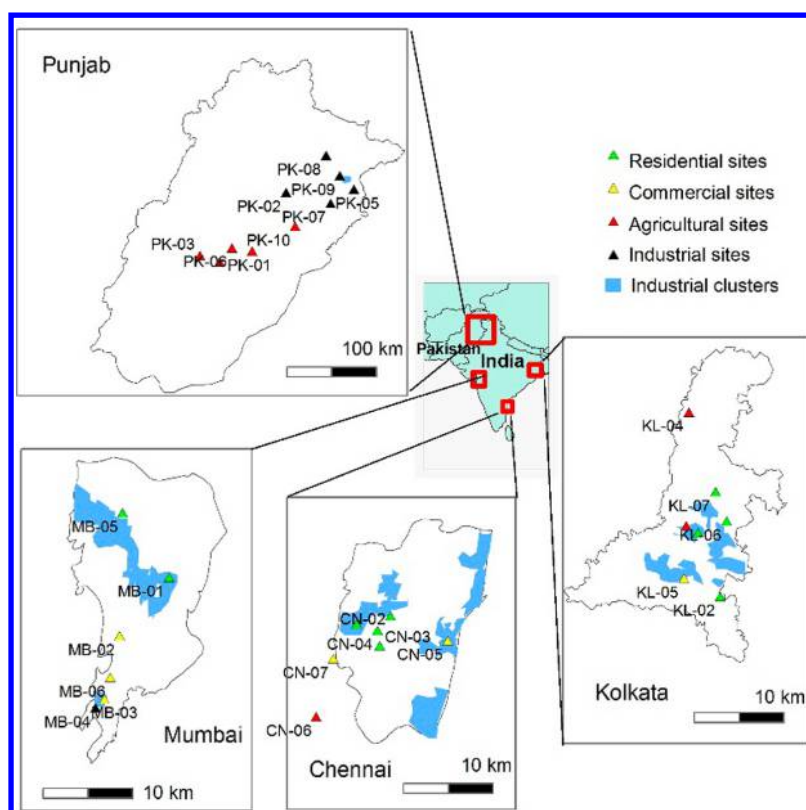 Punjab
PK-08
PK-09
PK-02
PK-05
PK-07
PK-03
PK-10
PK-06
PK-01
100 km
Residential sites
Commercial sites
Agricultural sites
Industrial sites
Industrial clusters
Pakistan
India
MB-05
MB-01
MB-02
MB-06
MB-03
MB-04
Mumbai
10 km
CN-02
CN-03
CN-04
CN-05
CN-07
CN-06
Chennai
10 km
KL-04
KL-07
KL-06
KL-05
KL-02
Kolkata
10 km